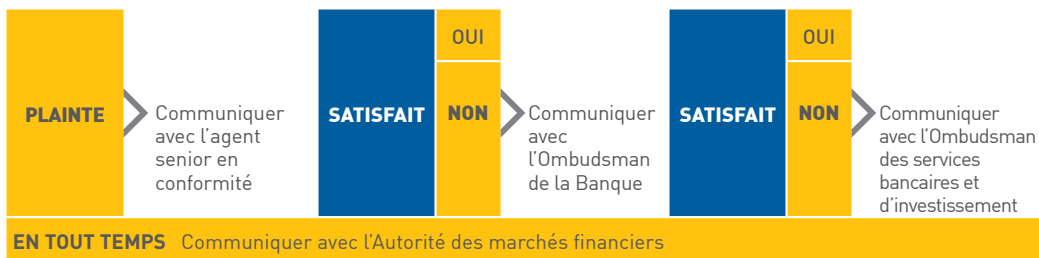 PLAINTE
Communiquer
avec l’agent
senior en
conformité
SATISFAIT
OUI
NON
Communiquer
avec
l’Ombudsman
de la Banque
SATISFAIT
OUI
NON
Communiquer
avec l’Ombudsman
des services
bancaires et
d’investissement
EN TOUT TEMPS Communiquer avec l’Autorité des marchés financiers